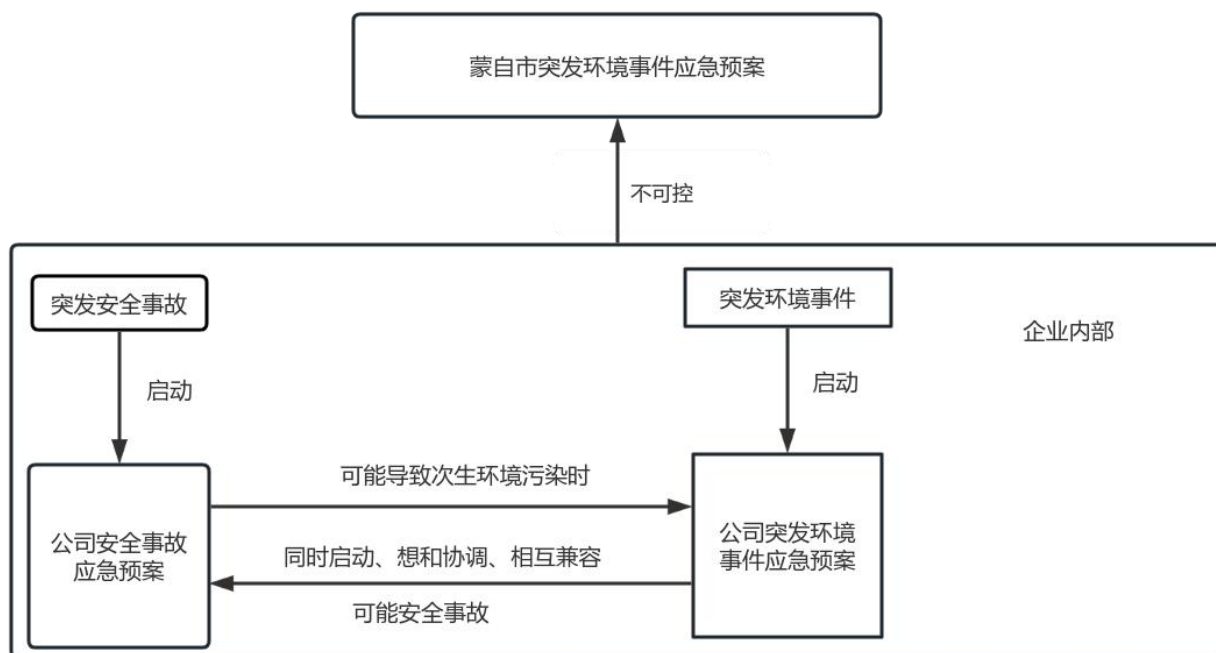 蒙自市突发环境事件应急预案
不可控
突发安全事故
突发环境事件
企业内部
启动
启动
可能导致次生环境污染时
公司安全事故
应急预案
同时启动、想和协调、相互兼容
可能安全事故
公司突发环境
事件应急预案